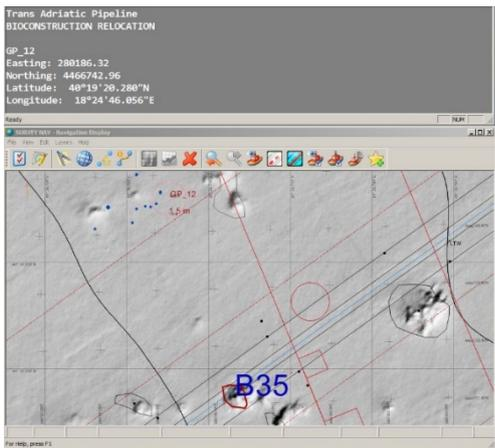 Trans Adriatic Pipeline
BIOCONSTRUCTION RELOCATION
GP_12
Easting: 280186.32
Northing: 4466742.96
Latitude: 40°19'20.280"N
Longitude: 18°24'46.056"E
Ready
NUM
SURVEY NAV - Navigation Display
File View Edit Layers Help
GP_12
1,5 m
B35
For Help, press F1